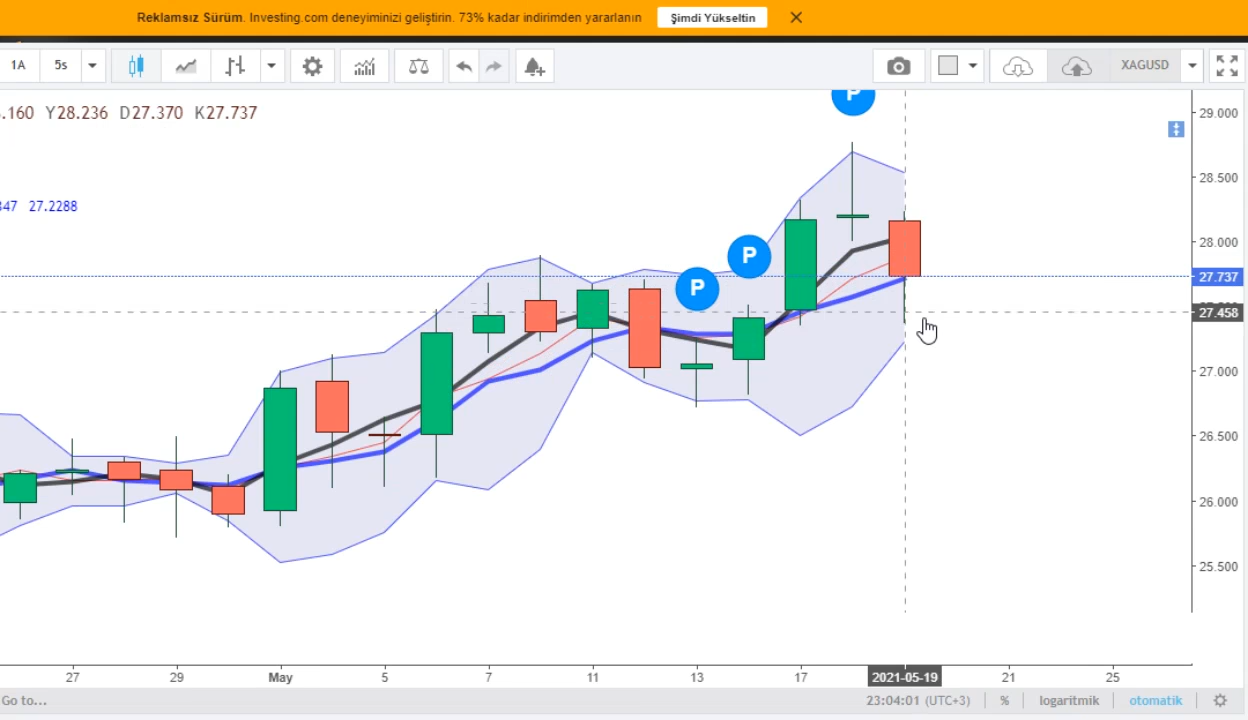 Reklamsız Sürüm. Investing.com deneyiminizi geliştirin. 73% kadar indirimden yararlanın Şimdi Yükseltin
1A 5s XAGUSD
.160 Y28.236 D27.370 K27.737
P
29.000
28.500
347 27.2288
28.000
P
27.737
P
27.458
27.000
26.500
26.000
25.500
27 29 May 5 7 11 13 17 2021-05-19 21 25
Go to... 23:04:01 (UTC+3) % logaritmik otomatik